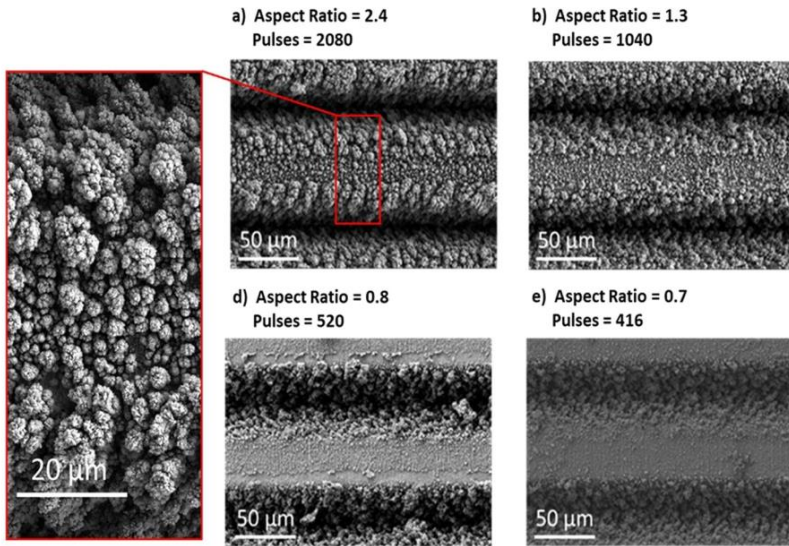 a) Aspect Ratio = 2.4
Pulses = 2080
b) Aspect Ratio = 1.3
Pulses = 1040
20 µm
50 µm
50 µm
d) Aspect Ratio = 0.8
Pulses = 520
e) Aspect Ratio = 0.7
Pulses = 416
50 µm
50 µm